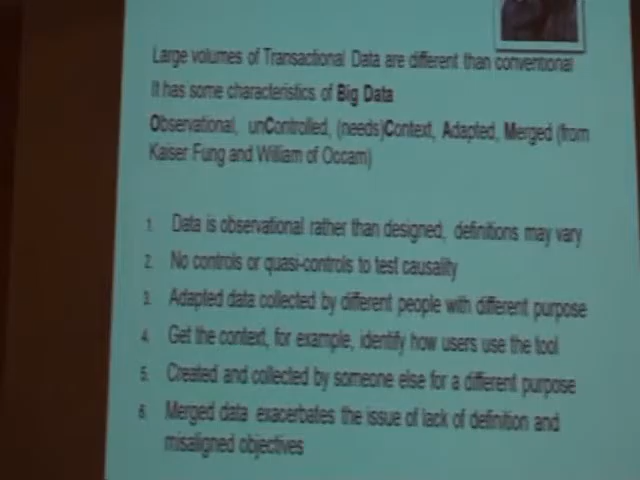 Large volumes of Transactional Data are different than conventional
It has some characteristics of Big Data
Observational, unControlled, (needs)Context, Adapted, Merged (from
Kaiser Fung and William of Occam)
1. Data is observational rather than designed, definitions may vary
2. No controls or quasi-controls to test causality
3. Adapted data collected by different people with different purpose
4. Get the context, for example, identify how users use the tool
5. Created and collected by someone else for a different purpose
6. Merged data exacerbates the issue of lack of definition and
misaligned objectives